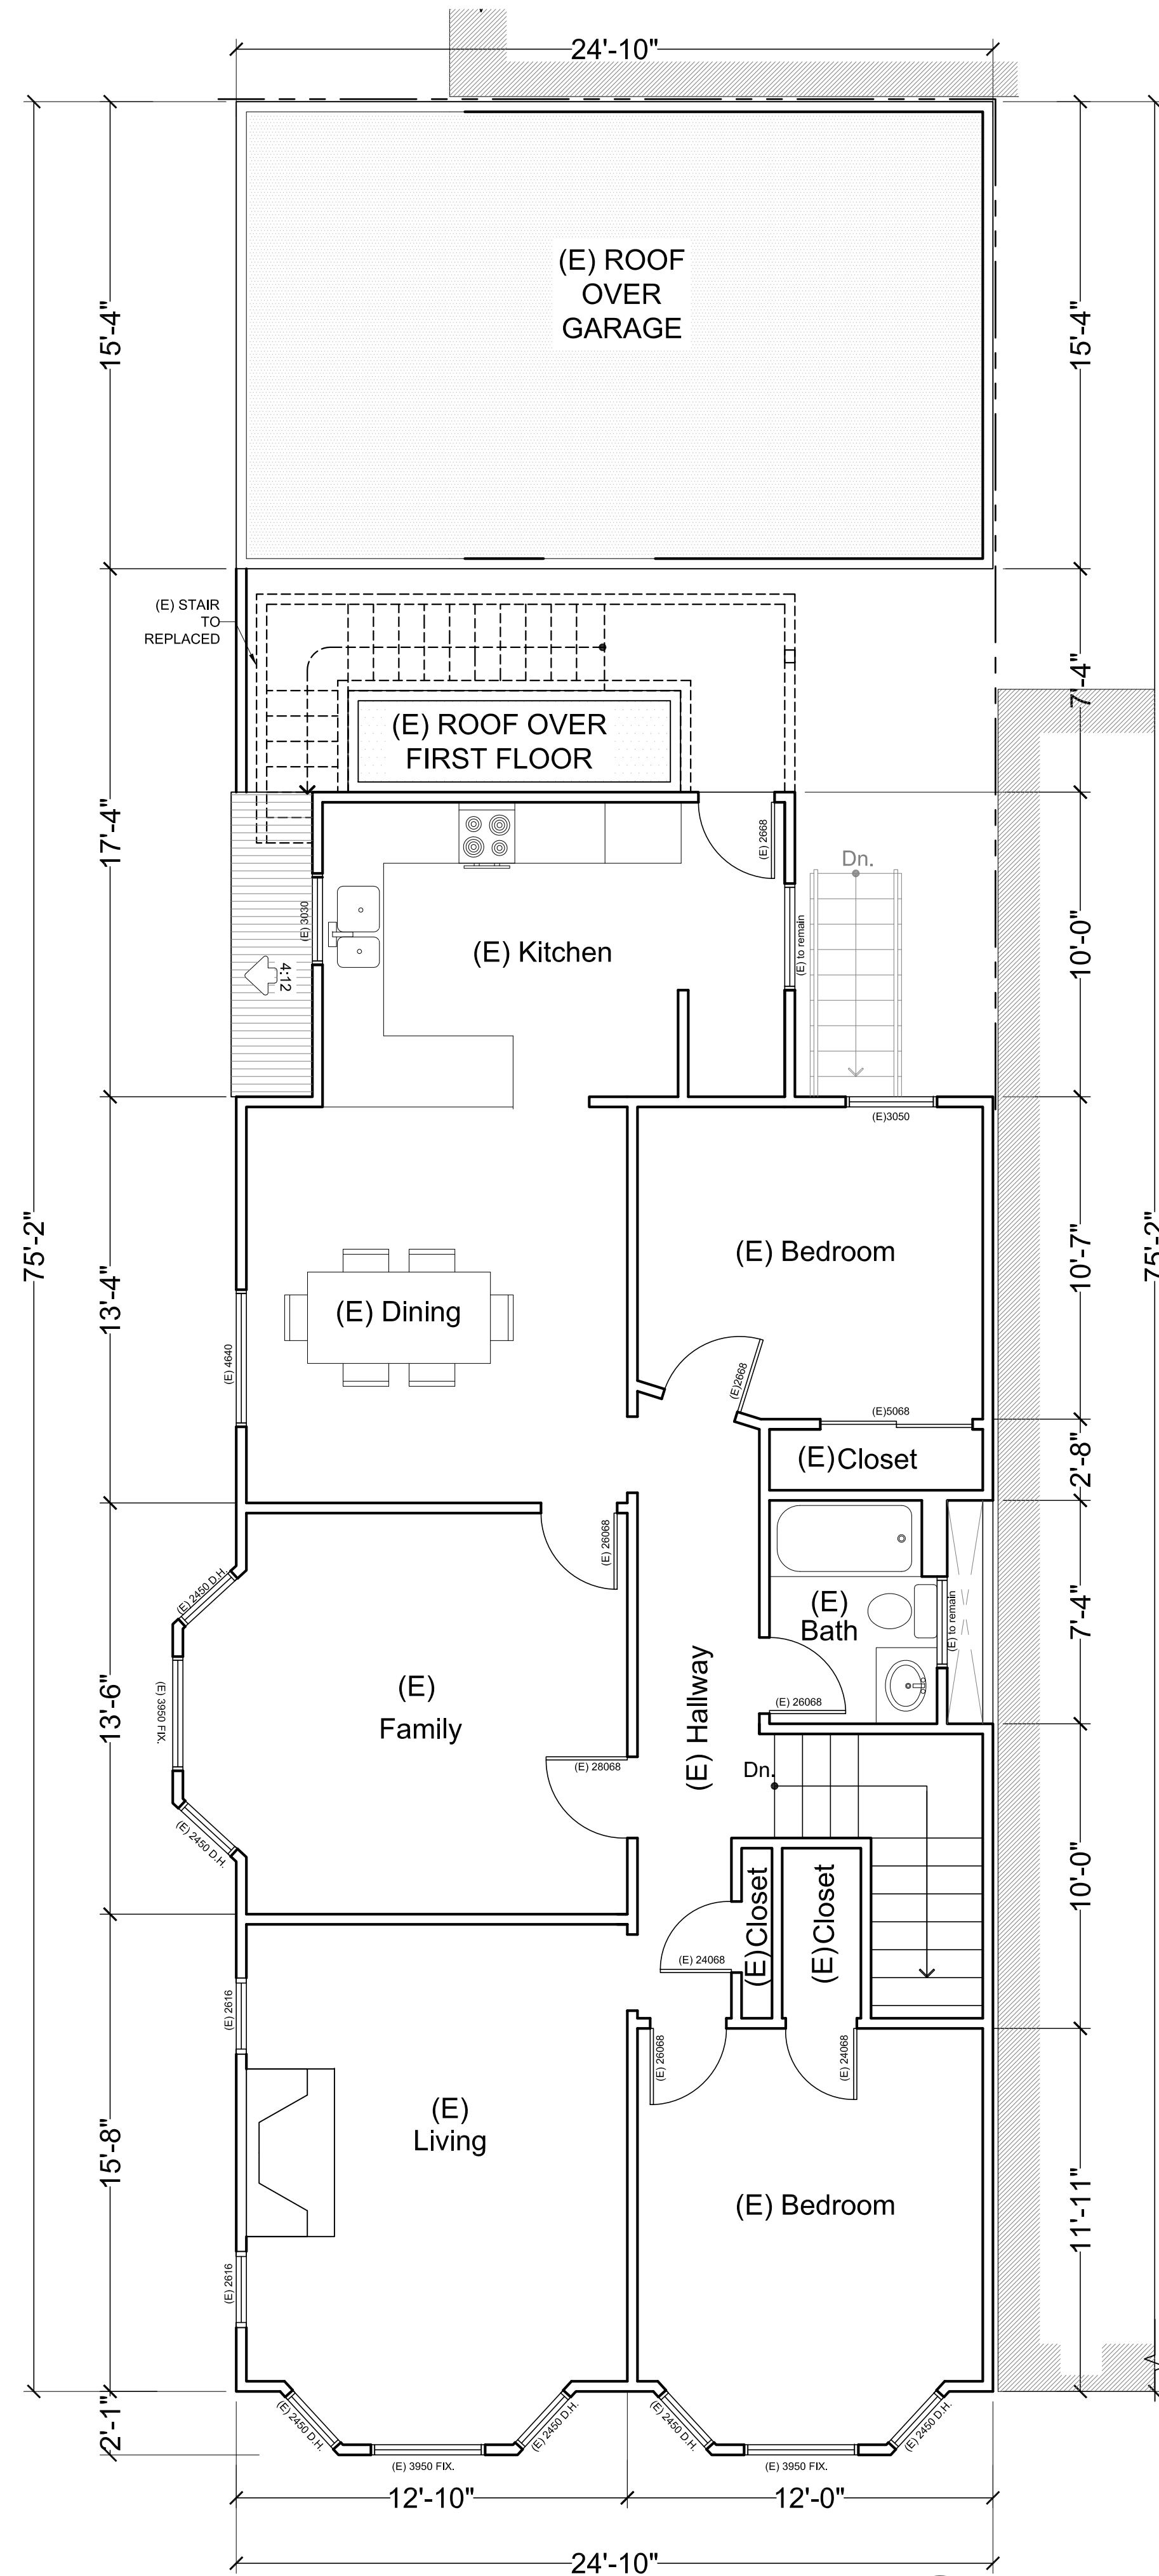 24'-10"
(E) ROOF
OVER
GARAGE
15'-4"
15'-4"
(E) STAIR
TO
REPLACED
7'-4"
(E) ROOF OVER
FIRST FLOOR
17'-4"
(E) 2668
Dn.
(E) 3030
(E) Kitchen
(E) to remain
10'-0"
4:12
(E)3050
75'-2"
75'-2"
(E) Bedroom
10'-7"
13'-4"
(E) Dining
(E) 4640
(E)2668
(E)5068
(E)Closet
2'-8"
(E) 26068
(E) 2450 D.H.
(E)
Bath
(E) to remain
7'-4"
(E) 3950 FIX.
13'-6"
(E)
Family
(E) Hallway
(E) 26068
(E) 28068
Dn.
(E) 2450 D.H.
(E)Closet
(E)Closet
10'-0"
(E) 24068
(E) 2616
(E) 26068
(E) 24068
(E)
Living
15'-8"
(E) Bedroom
11'-11"
(E) 2616
2'-1"
(E) 2450 D.H.
(E) 2450 D.H.
(E) 2450 D.H.
(E) 2450 D.H.
(E) 3950 FIX.
(E) 3950 FIX.
12'-10"
12'-0"
24'-10"